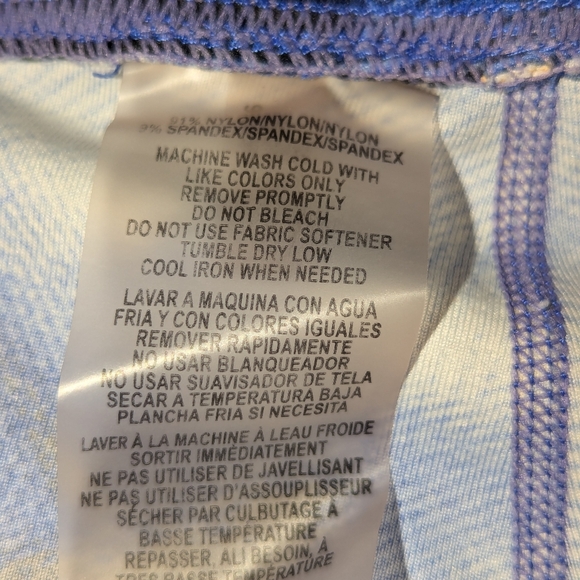 91% NYLON/NYLON/NYLON
9% SPANDEX/SPANDEX/SPANDEX
MACHINE WASH COLD WITH
LIKE COLORS ONLY
REMOVE PROMPTLY
DO NOT BLEACH
DO NOT USE FABRIC SOFTENER
TUMBLE DRY LOW
COOL IRON WHEN NEEDED
LAVAR A MAQUINA CON AGUA
FRIA Y CON COLORES IGUALES
REMOVER RAPIDAMENTE
NO USAR BLANQUEADOR
NO USAR SUAVISADOR DE TELA
SECAR A TEMPERATURA BAJA
PLANCHA FRIA SI NECESITA
LAVER À LA MACHINE À LEAU FROIDE
SORTIR IMMÉDIATEMENT
NE PAS UTILISER DE JAVELLISANT
NE PAS UTILISER D'ASSOUPLISSEUR
SÉCHER PAR CULBUTAGE À
BASSE TEMPÉRATURE
REPASSER, ALI BESOIN, À
TRES BASSE TEMPÉRATURE